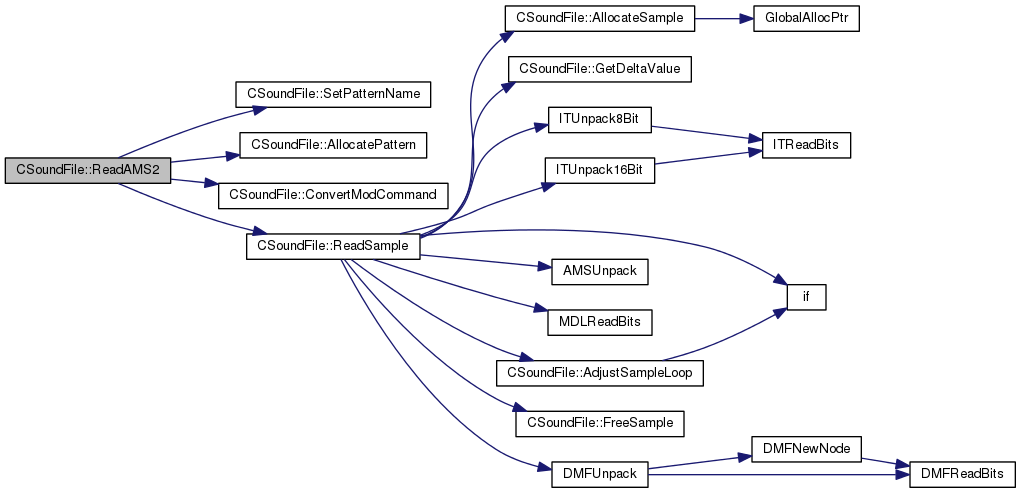 CSoundFile::ReadAMS2
CSoundFile::SetPatternName
CSoundFile::AllocatePattern
CSoundFile::ConvertModCommand
CSoundFile::ReadSample
CSoundFile::AllocateSample
GlobalAllocPtr
CSoundFile::GetDeltaValue
ITUnpack8Bit
ITUnpack16Bit
ITReadBits
AMSUnpack
MDLReadBits
if
CSoundFile::AdjustSampleLoop
CSoundFile::FreeSample
DMFUnpack
DMFNewNode
DMFReadBits